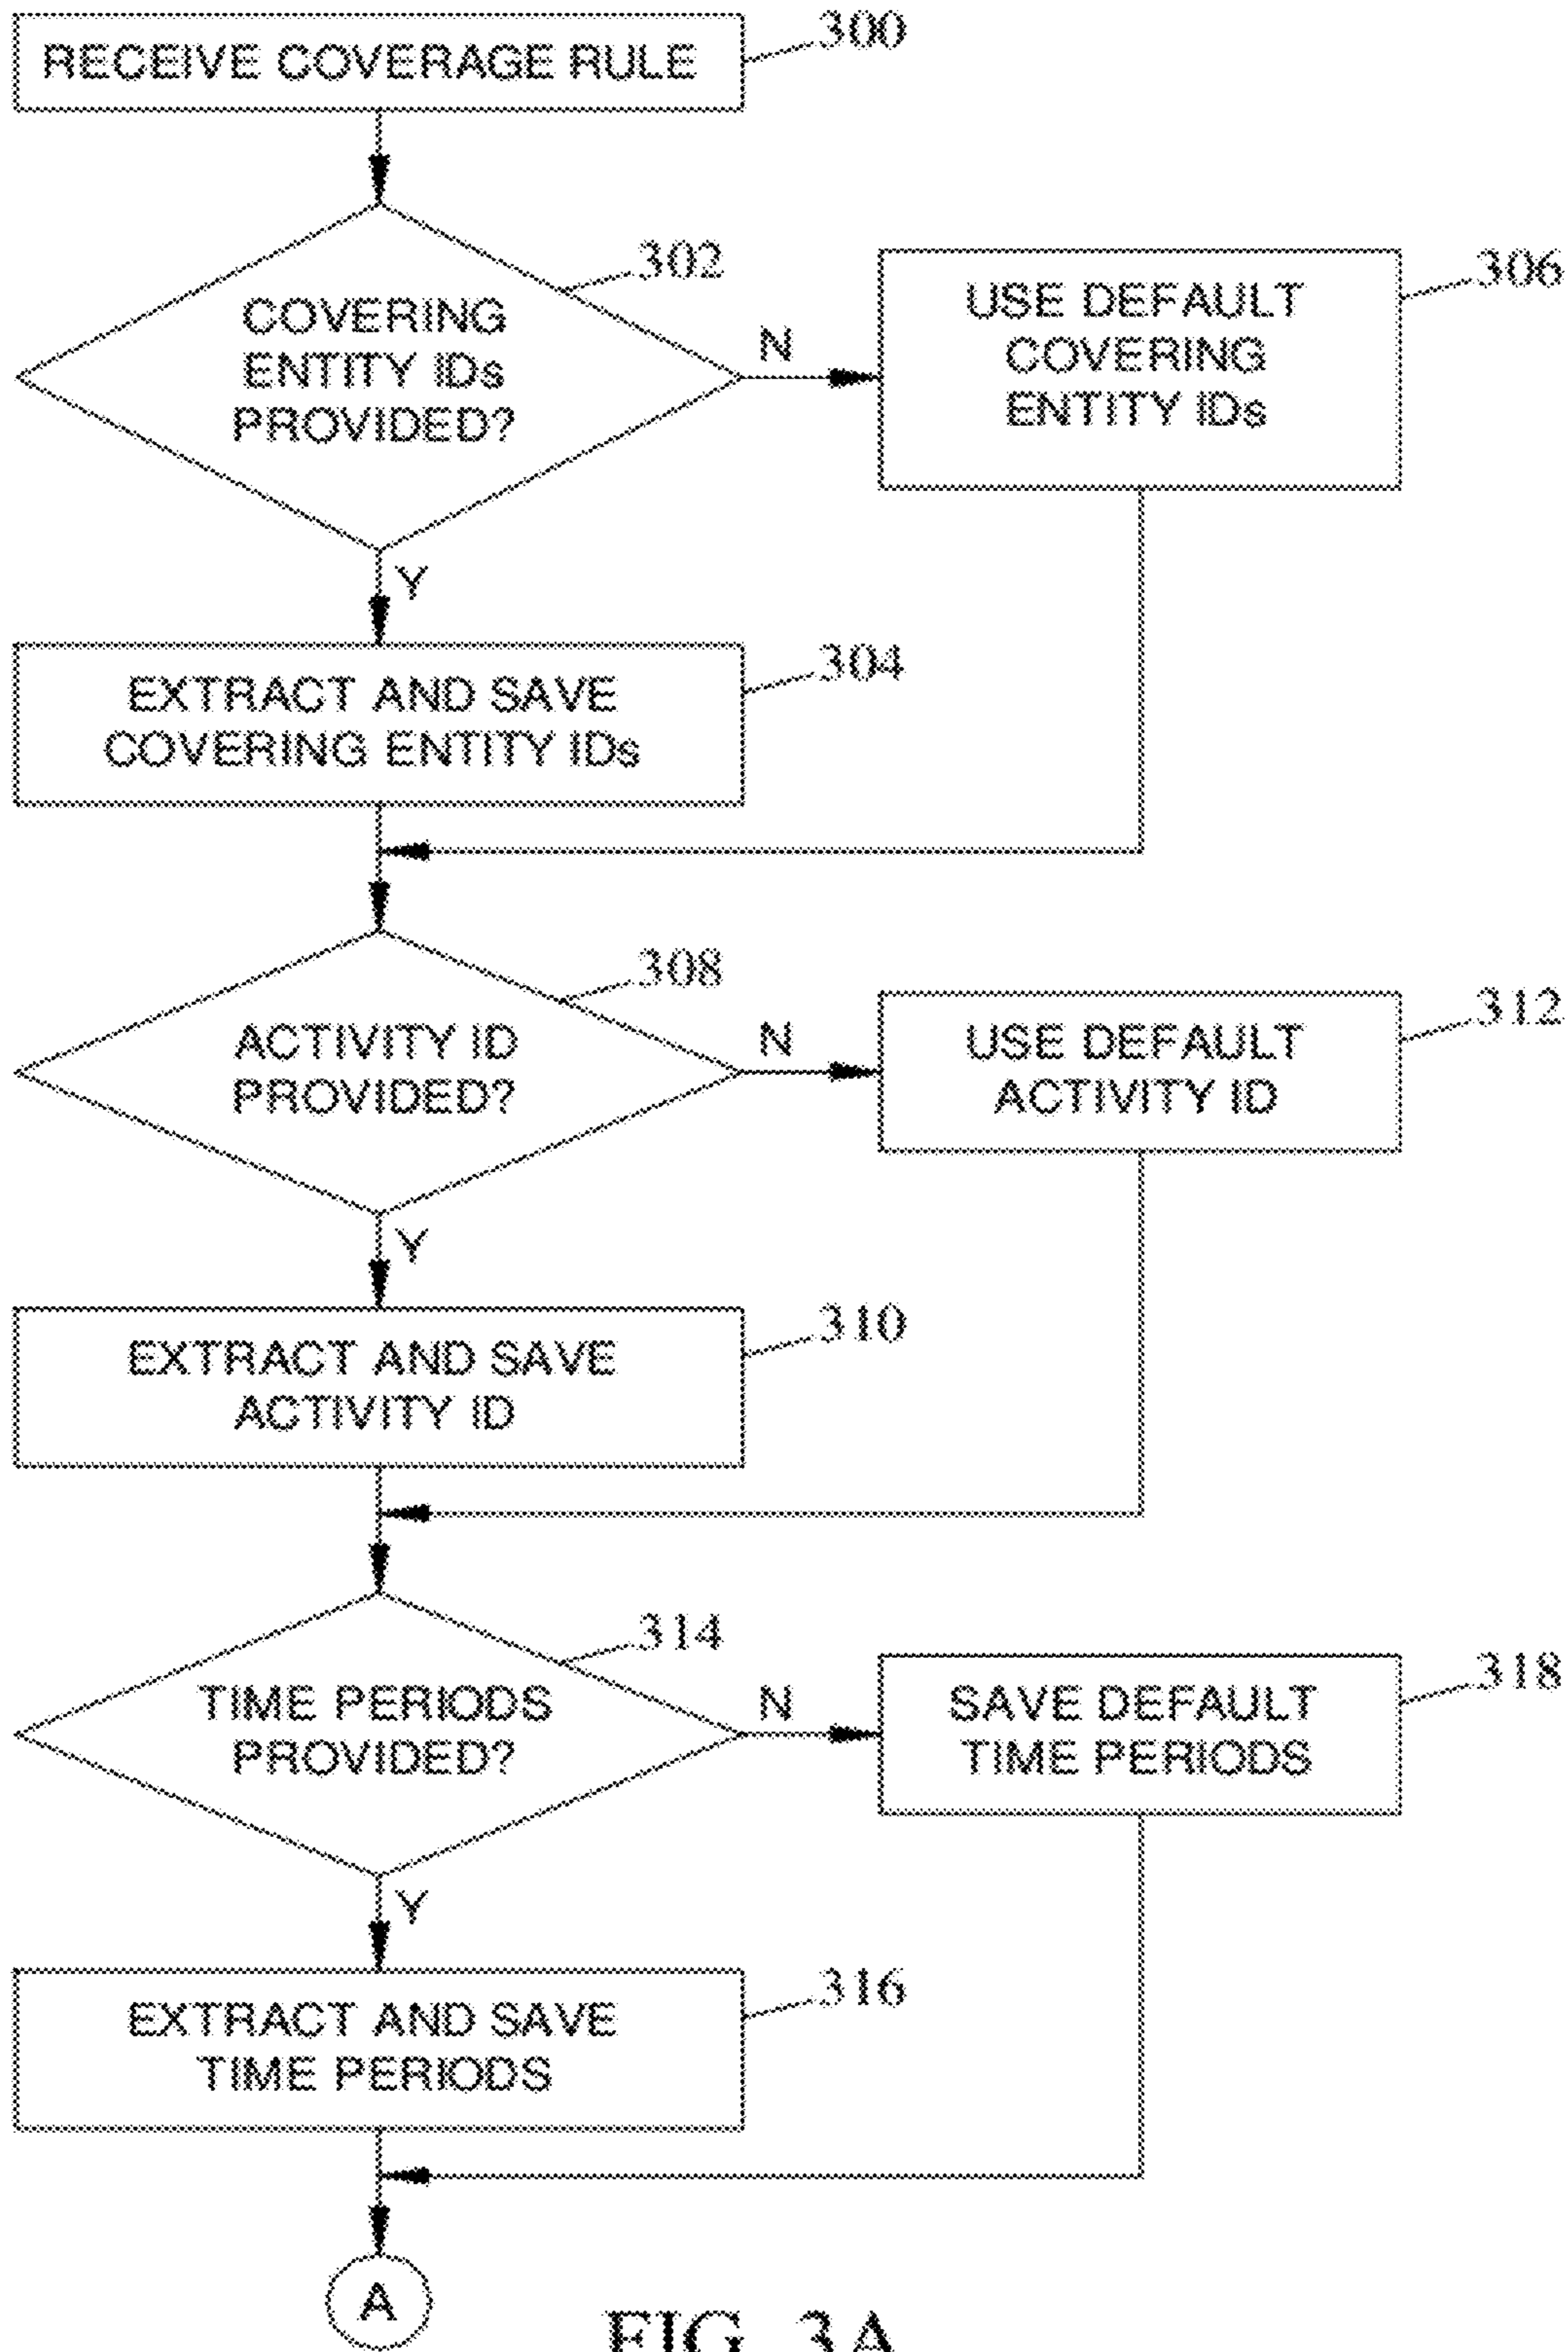 RECEIVE COVERAGE RULE
300
COVERING
ENTITY IDs
PROVIDED?
302
N
USE DEFAULT
COVERING
ENTITY IDs
306
Y
EXTRACT AND SAVE
COVERING ENTITY IDs
304
ACTIVITY ID
PROVIDED?
308
N
USE DEFAULT
ACTIVITY ID
312
Y
EXTRACT AND SAVE
ACTIVITY ID
310
TIME PERIODS
PROVIDED?
314
N
SAVE DEFAULT
TIME PERIODS
318
Y
EXTRACT AND SAVE
TIME PERIODS
316
A
FIG. 3A